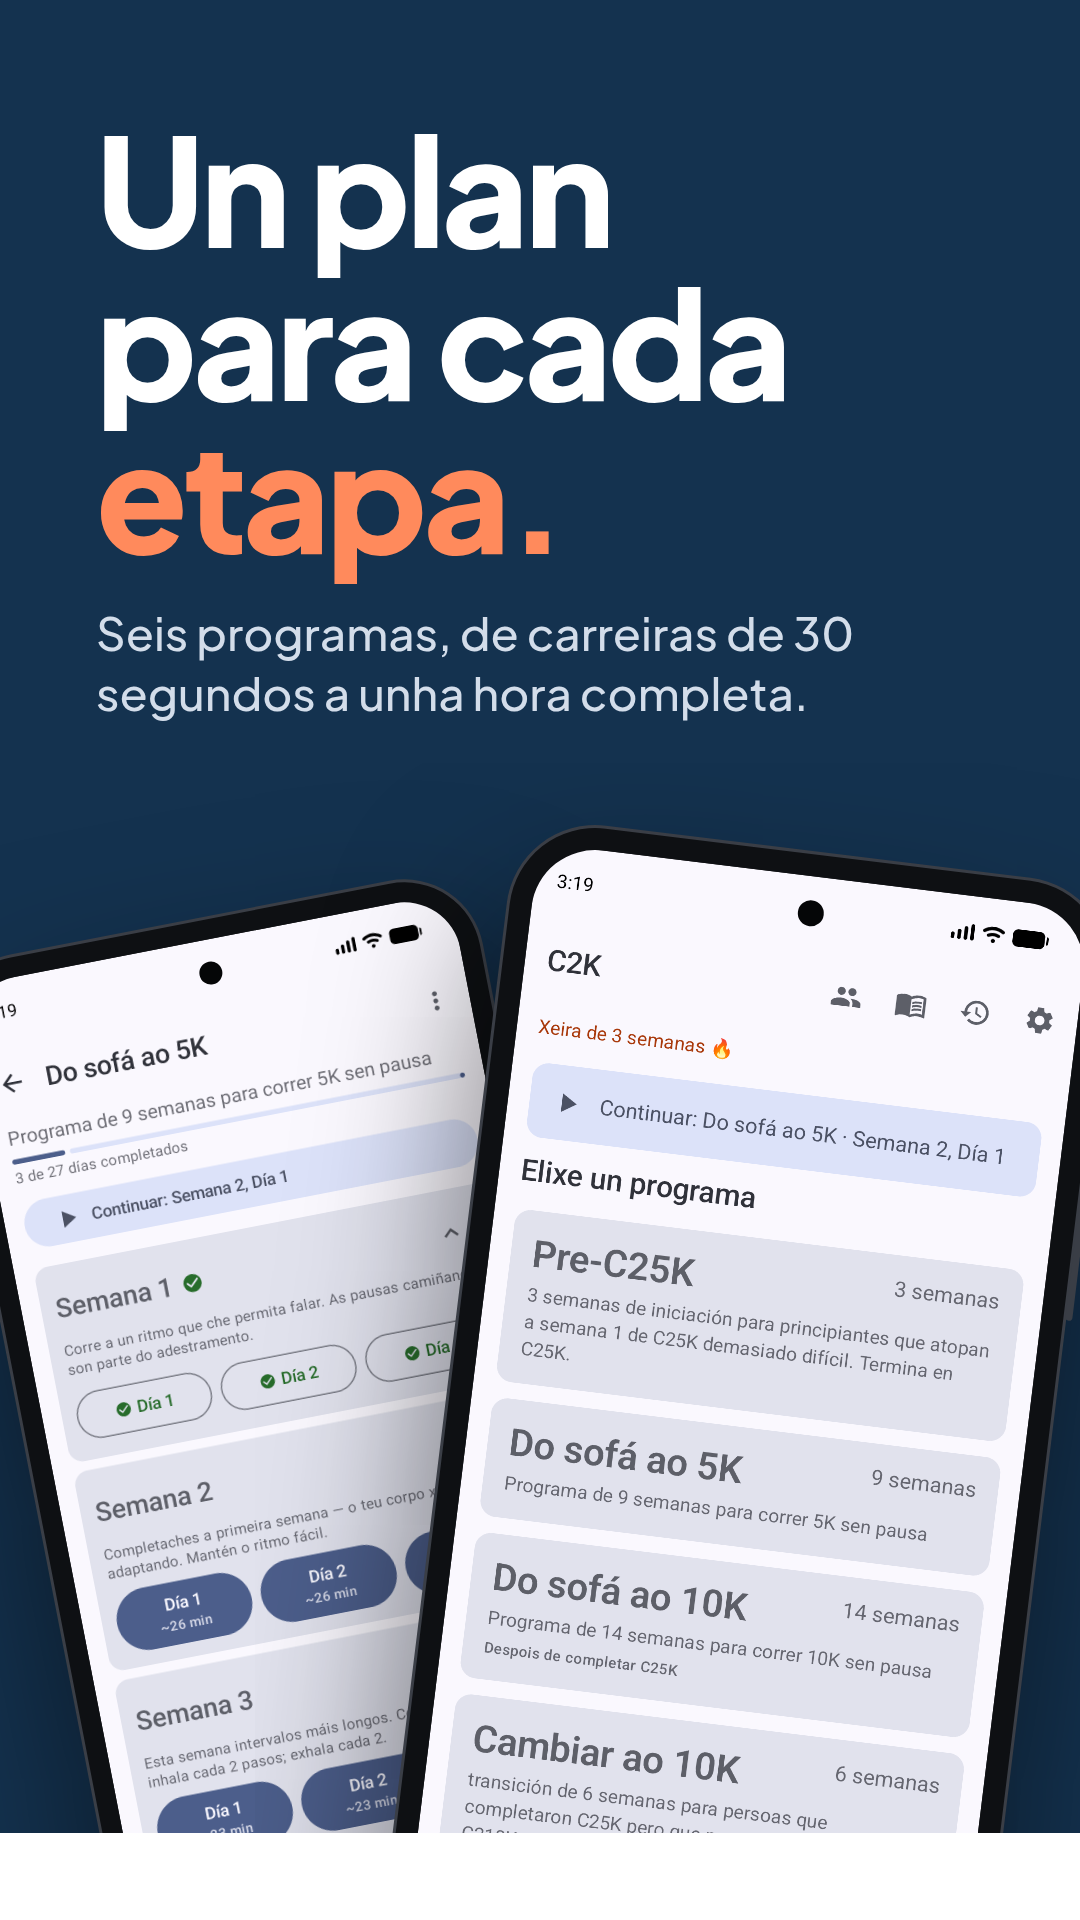 Un plan
para cada
etapa.
Seis programas, de carreiras de 30
segundos a unha hora completa.
19
Do sofá ao 5K
Programa de 9 semanas para correr 5K sen pausa
3 de 27 días completados
Continuar: Semana 2, Día 1
Semana 1
Corre a un ritmo que che permita falar. As pausas camiñan
son parte do adestramento.
Día 1
Día 2
Día
Semana 2
Completaches a primeira semana – o teu corpo x
adaptando. Mantén o ritmo fácil.
Día 1
~26 min
Día 2
~26 min
Semana 3
Esta semana intervalos máis longos. C
inhala cada 2 pasos; exhala cada 2.
Día 1
Día 2
~23 min
3:19
C2K
Xeira de 3 semanas 🔥
Continuar: Do sofá ao 5K · Semana 2, Día 1
Elixe un programa
Pre-C25K
3 semanas
3 semanas de iniciación para principiantes que atopan
a semana 1 de C25K demasiado difícil. Termina en
C25K.
Do sofá ao 5K
9 semanas
Programa de 9 semanas para correr 5K sen pausa
Do sofá ao 10K
14 semanas
Programa de 14 semanas para correr 10K sen pausa
Despois de completar C25K
Cambiar ao 10K
6 semanas
transición de 6 semanas para persoas que
completaron C25K pero que